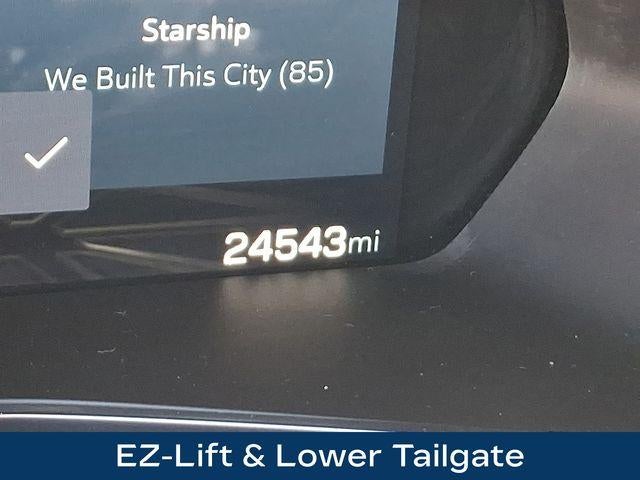 Starship
We Built This City (85)
24543mi
EZ-Lift & Lower Tailgate